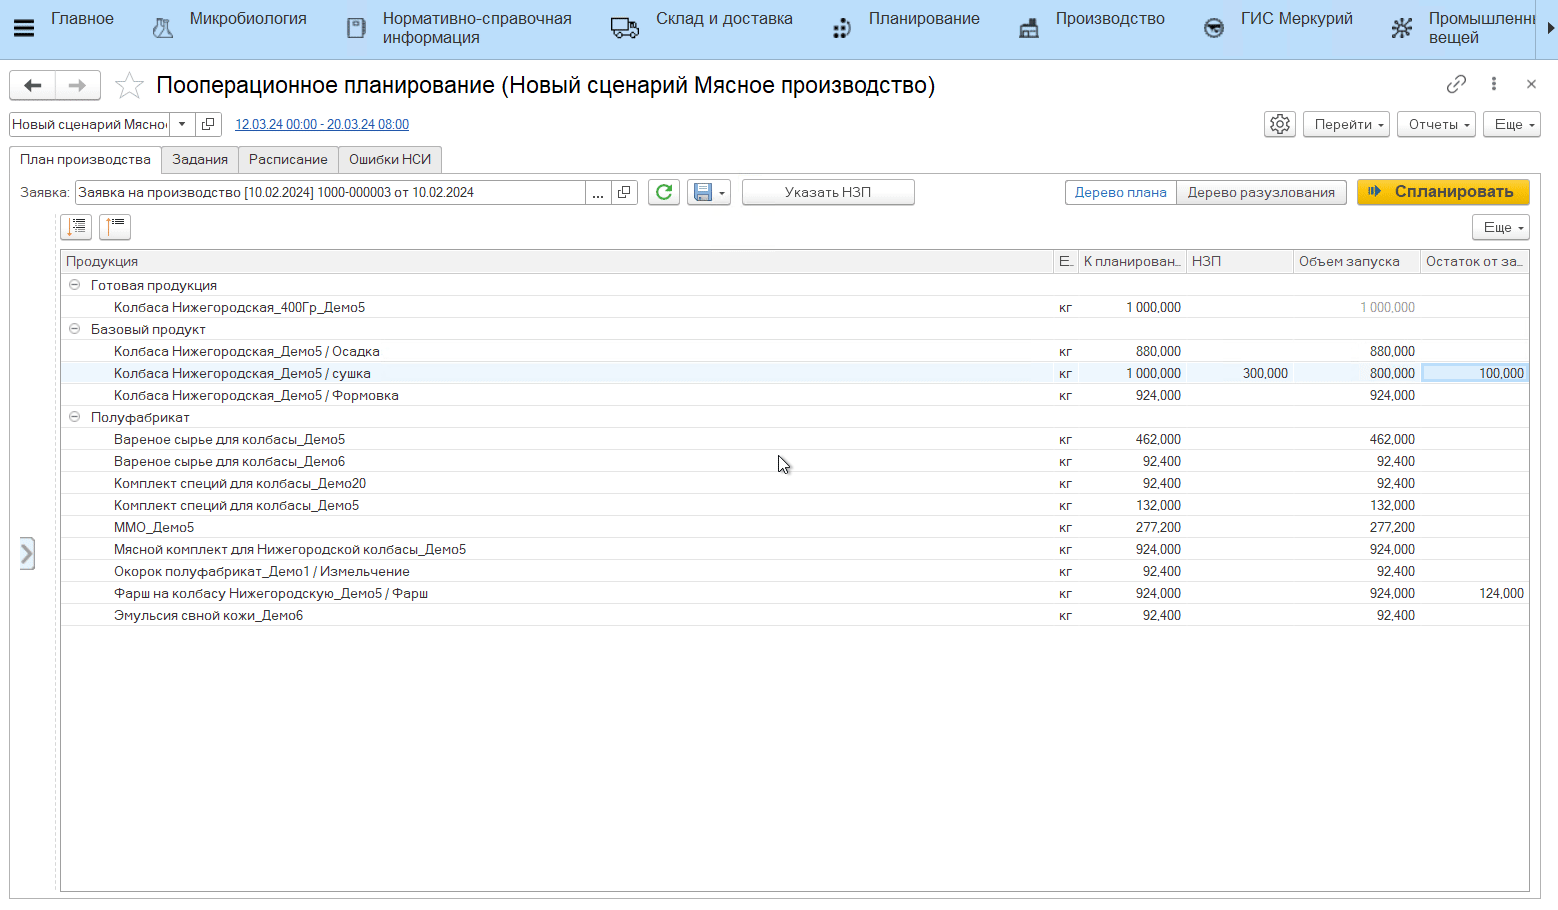 Главное
Микробиология
Нормативно-справочная
информация
Склад и доставка
Планирование
Производство
ГИС Меркурий
Промышленн
вещей
Пооперационное планирование (Новый сценарий Мясное производство)
Новый сценарий Мясно
12.03.24 00:00 - 20.03.24 08:00
Перейти
Отчеты
Еще
План производства
Задания
Расписание
Ошибки НСИ
Заявка: Заявка на производство [10.02.2024] 1000-000003 от 10.02.2024 ...
Указать НЗП
Дерево плана
Дерево разузлования
Спланировать
Еще
Продукция Е.. К планирован... НЗП Объем запуска Остаток от за...
Готовая продукция
Колбаса Нижегородская_400Гр_Демо5 кг 1 000,000 1 000,000
Базовый продукт
Колбаса Нижегородская_Демо5 / Осадка кг 880,000 880,000
Колбаса Нижегородская_Демо5 / сушка кг 1 000,000 300,000 800,000 100,000
Колбаса Нижегородская_Демо5 / Формовка кг 924,000 924,000
Полуфабрикат
Вареное сырье для колбасы_Демо5 кг 462,000 462,000
Вареное сырье для колбасы_Демо6 кг 92,400 92,400
Комплект специй для колбасы_Демо20 кг 92,400 92,400
Комплект специй для колбасы_Демо5 кг 132,000 132,000
ММО_Демо5 кг 277,200 277,200
Мясной комплект для Нижегородской колбасы_Демо5 кг 924,000 924,000
Окорок полуфабрикат_Демо1 / Измельчение кг 92,400 92,400
Фарш на колбасу Нижегородскую_Демо5 / Фарш кг 924,000 924,000 124,000
Эмульсия свной кожи_Демо6 кг 92,400 92,400